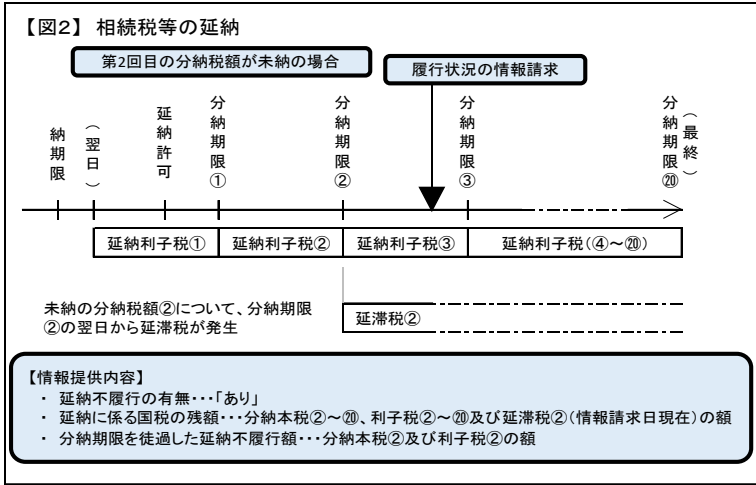 【図2】 相続税等の延納
第2回目の分納税額が未納の場合
履行状況の情報請求
納期限
(翌日)
延納許可
分納期限①
分納期限②
分納期限③
分納期限⑳
(最終)
延納利子税①
延納利子税②
延納利子税③
延納利子税(④~⑳)
未納の分納税額②について、分納期限
②の翌日から延滞税が発生
延滞税②
【情報提供内容】
・ 延納不履行の有無・・・「あり」
・ 延納に係る国税の残額・・・分納本税②~⑳、利子税②~⑳及び延滞税②(情報請求日現在)の額
・ 分納期限を徒過した延納不履行額・・・分納本税②及び利子税②の額